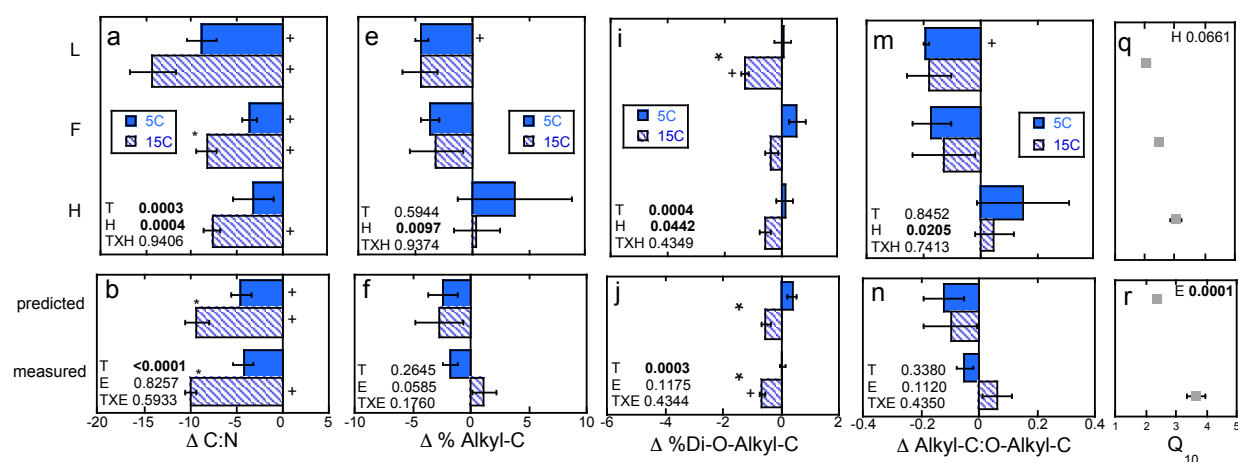 a
L
F
H
+
+
+
*
+
+
5C
15C
T 0.0003
H 0.0004
TXH 0.9406
e
+
5C
15C
T 0.5944
H 0.0097
TXH 0.9374
i
*
+
5C
15C
T 0.0004
H 0.0442
TXH 0.4349
m
+
5C
15C
T 0.8452
H 0.0205
TXH 0.7413
q
H 0.0661
b
predicted
measured
+
*
+
*
+
T <0.0001
E 0.8257
TXE 0.5933
-20 -15 -10 -5 0 5
Δ C:N
f
T 0.2645
E 0.0585
TXE 0.1760
-10 -5 0 5 10
Δ % Alkyl-C
j
*
*
+
T 0.0003
E 0.1175
TXE 0.4344
-6 -4 -2 0 2
Δ %Di-O-Alkyl-C
n
T 0.3380
E 0.1120
TXE 0.4350
-0.4 -0.2 0 0.2 0.4
Δ Alkyl-C:O-Alkyl-C
r
E 0.0001
1 2 3 4 5
Q10